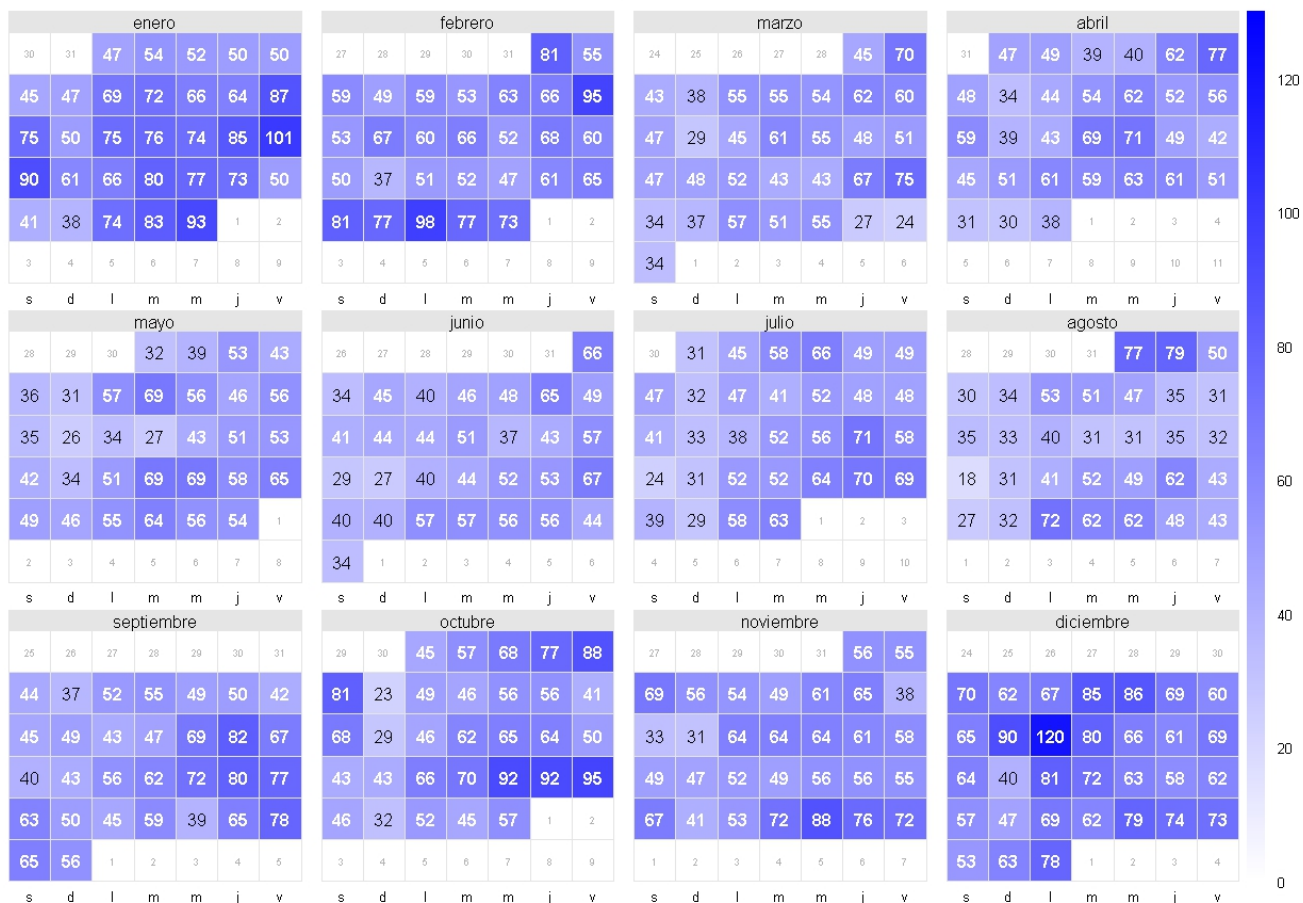 enero febrero marzo abril
30 31 47 54 52 50 50 27 28 29 30 31 81 55 24 25 26 27 28 45 70 31 47 49 39 40 62 77
120
45 47 69 72 66 64 87 59 49 59 53 63 66 95 43 38 55 55 54 62 60 48 34 44 54 62 52 56
75 50 75 76 74 85 101 53 67 60 66 52 68 60 47 29 45 61 55 48 51 59 39 43 69 71 49 42
90 61 66 80 77 73 50 50 37 51 52 47 61 65 47 48 52 43 43 67 75 45 51 61 59 63 61 51
100
41 38 74 83 93 1 2 81 77 98 77 73 1 2 34 37 57 51 55 27 24 31 30 38 1 2 3 4
3 4 5 6 7 8 9 3 4 5 6 7 8 9 34 1 2 3 4 5 6 5 6 7 8 9 10 11
s d l m m j v s d l m m j v s d l m m j v s d l m m j v
mayo junio julio agosto
28 29 30 32 39 53 43 26 27 28 29 30 31 66 30 31 45 58 66 49 49 28 29 30 31 77 79 50
80
36 31 57 69 56 46 56 34 45 40 46 48 65 49 47 32 47 41 52 48 48 30 34 53 51 47 35 31
35 26 34 27 43 51 53 41 44 44 51 37 43 57 41 33 38 52 56 71 58 35 33 40 31 31 35 32
42 34 51 69 69 58 65 29 27 40 44 52 53 67 24 31 52 52 64 70 69 18 31 41 52 49 62 43
60
49 46 55 64 56 54 1 40 40 57 57 56 56 44 39 29 58 63 1 2 3 27 32 72 62 62 48 43
2 3 4 5 6 7 8 34 1 2 3 4 5 6 4 5 6 7 8 9 10 1 2 3 4 5 6 7
s d l m m j v s d l m m j v s d l m m j v s d l m m j v
40
septiembre octubre noviembre diciembre
25 26 27 28 29 30 31 29 30 45 57 68 77 88 27 28 29 30 31 56 55 24 25 26 27 28 29 30
44 37 52 55 49 50 42 81 23 49 46 56 56 41 69 56 54 49 61 65 38 70 62 67 85 86 69 60
45 49 43 47 69 82 67 68 29 46 62 65 64 50 33 31 64 64 64 61 58 65 90 120 80 66 61 69
20
40 43 56 62 72 80 77 43 43 66 70 92 92 95 49 47 52 49 56 56 55 64 40 81 72 63 58 62
63 50 45 59 39 65 78 46 32 52 45 57 1 2 67 41 53 72 88 76 72 57 47 69 62 79 74 73
65 56 1 2 3 4 5 3 4 5 6 7 8 9 1 2 3 4 5 6 7 53 63 78 1 2 3 4
0
s d l m m j v s d l m m j v s d l m m j v s d l m m j v